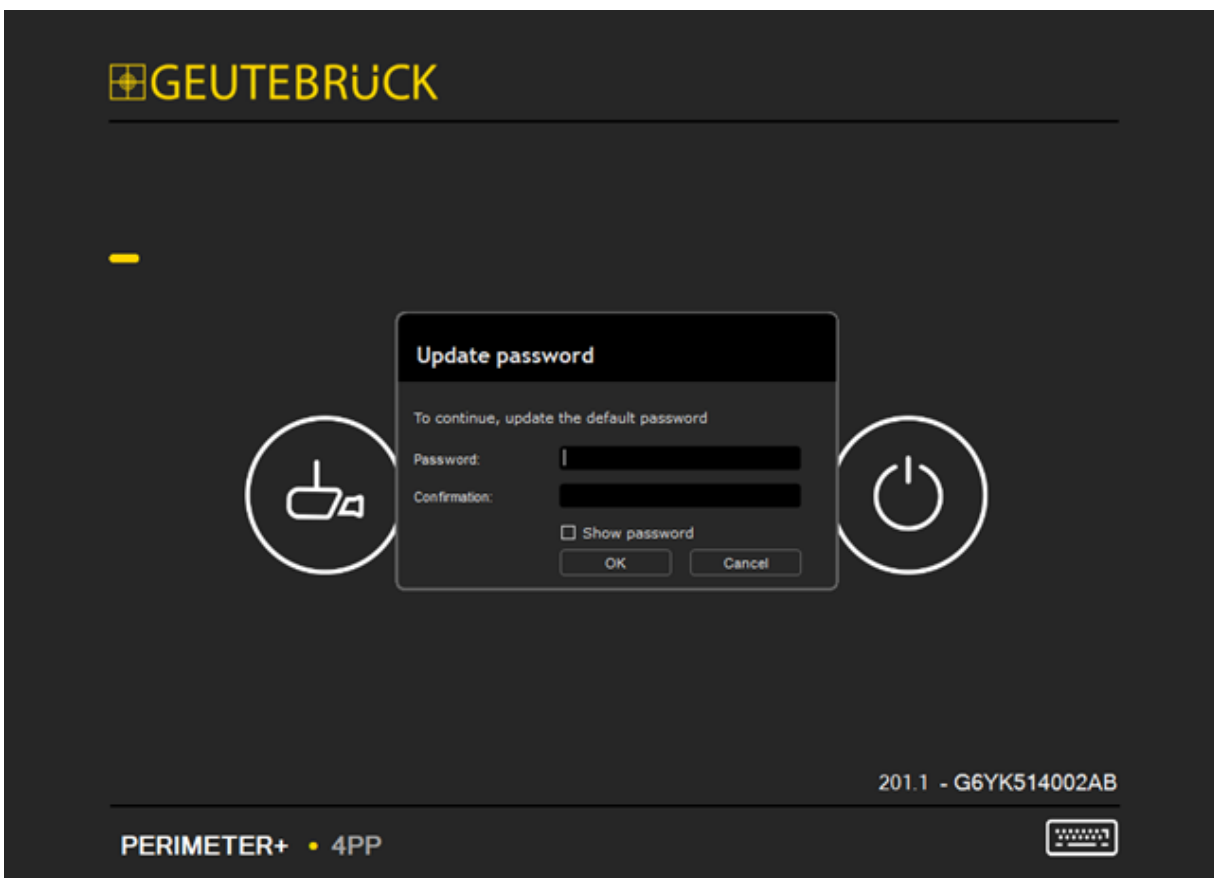 GEUTEBRÜCK
Update password
To continue, update the default password
Password:
Confirmation:
Show password
OK Cancel
201.1 - G6YK514002AB
PERIMETER+ • 4PP